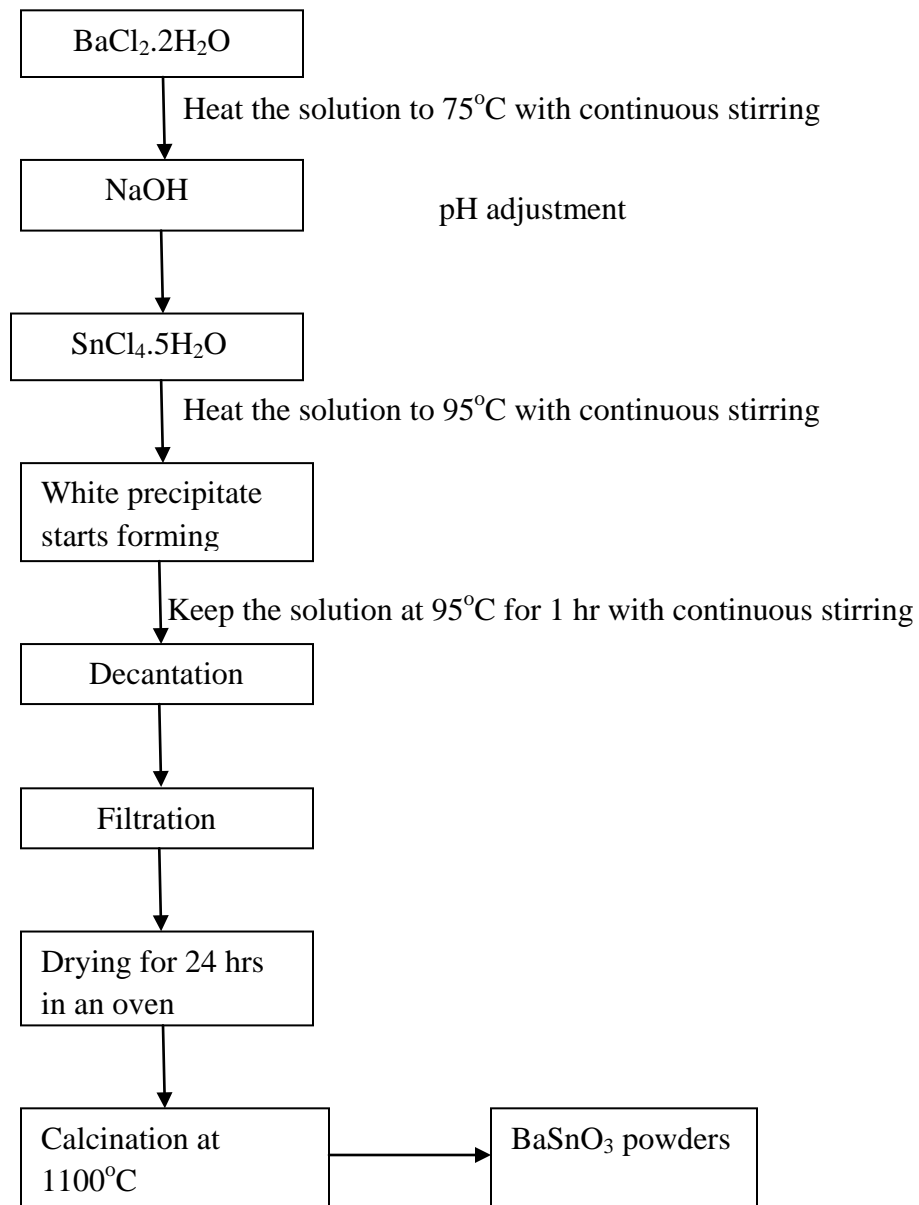 BaCl₂.2H₂O
Heat the solution to 75°C with continuous stirring
NaOH
pH adjustment
SnCl₄.5H₂O
Heat the solution to 95°C with continuous stirring
White precipitate
starts forming
Keep the solution at 95°C for 1 hr with continuous stirring
Decantation
Filtration
Drying for 24 hrs
in an oven
Calcination at
1100°C
BaSnO₃ powders